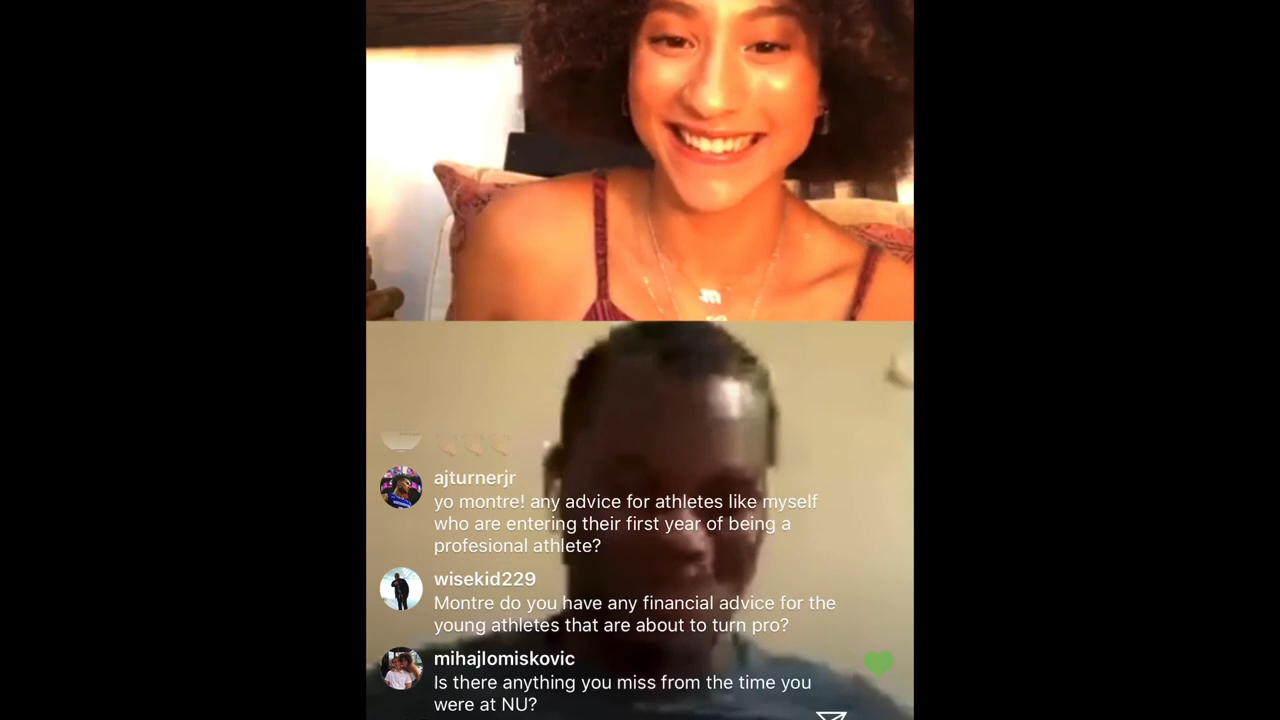 ajturnerjr
yo montre! any advice for athletes like myself
who are entering their first year of being a
profesional athlete?
wisekid229
Montre do you have any financial advice for the
young athletes that are about to turn pro?
mihajlomiskovic
Is there anything you miss from the time you
were at NU?